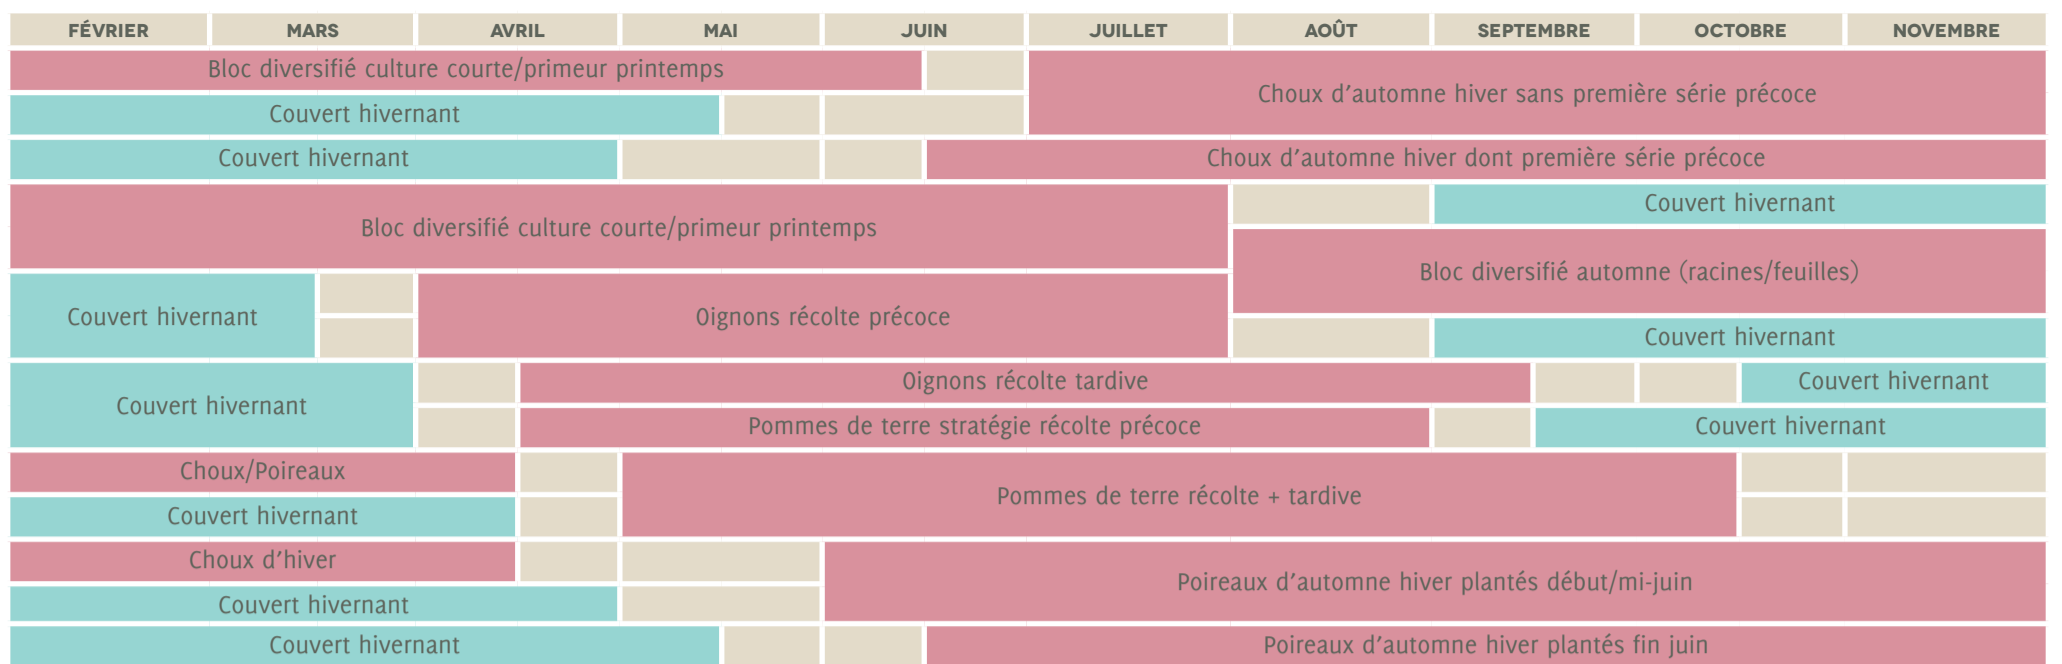 FÉVRIER MARS AVRIL MAI JUIN JUILLET AOÛT SEPTEMBRE OCTOBRE NOVEMBRE
Bloc diversifié culture courte/primeur printemps
Choux d’automne hiver sans première série précoce
Couvert hivernant
Couvert hivernant
Choux d’automne hiver dont première série précoce
Bloc diversifié culture courte/primeur printemps
Couvert hivernant
Bloc diversifié automne (racines/feuilles)
Couvert hivernant
Oignons récolte précoce
Couvert hivernant
Couvert hivernant
Oignons récolte tardive
Couvert hivernant
Pommes de terre stratégie récolte précoce
Couvert hivernant
Choux/Poireaux
Pommes de terre récolte + tardive
Couvert hivernant
Choux d’hiver
Poireaux d’automne hiver plantés début/mi-juin
Couvert hivernant
Couvert hivernant
Poireaux d’automne hiver plantés fin juin